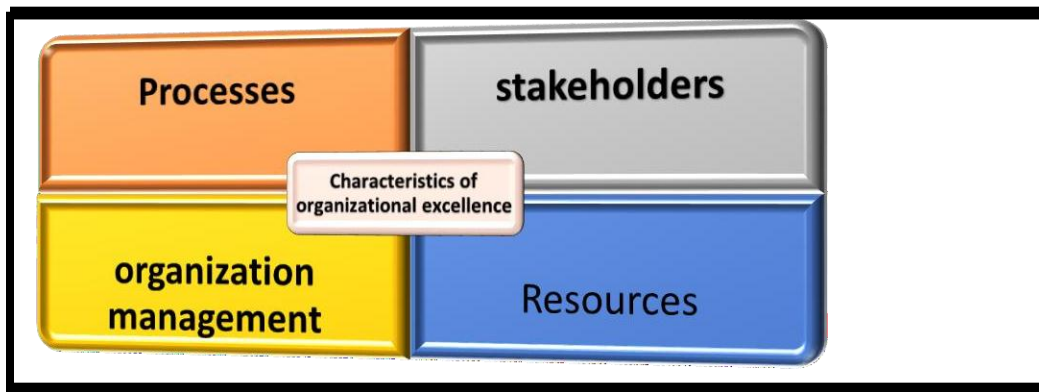 Processes
stakeholders
Characteristics of
organizational excellence
organization
management
Resources